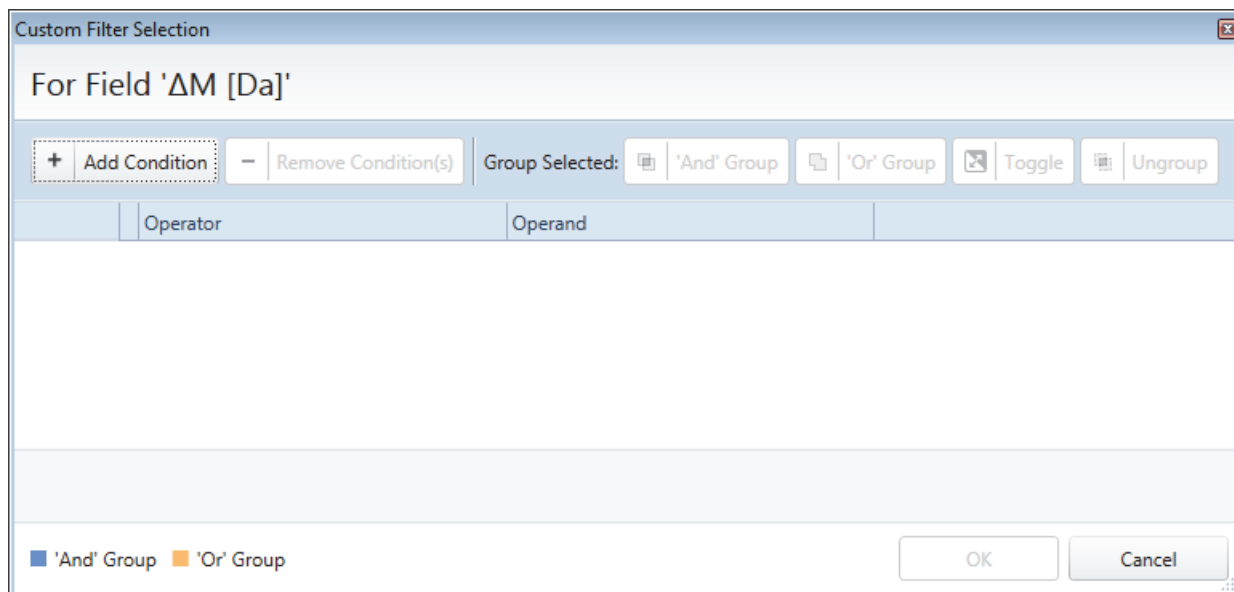 Custom Filter Selection
For Field 'ΔM [Da]'
+ Add Condition − Remove Condition(s) Group Selected: 'And' Group 'Or' Group Toggle Ungroup
Operator Operand
'And' Group 'Or' Group OK Cancel